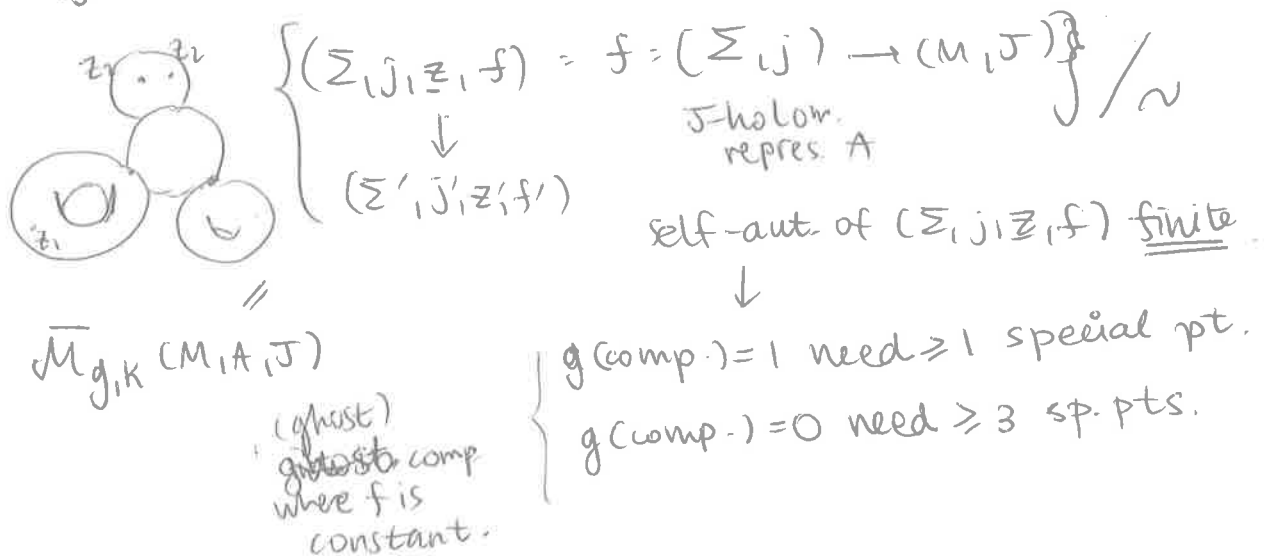 {(Σ, j, z, f) : f : (Σ, j) → (M, J)} / ~
J-holom.
repres. A
↓
(Σ', j', z', f')
z₂
z₁
self-aut. of (Σ, j, z, f) finite
↓
//
M̄_{g,k} (M, A, J)
g(comp.)=1 need ≥ 1 special pt.
g(comp.)=0 need ≥ 3 sp. pts.
(ghost)
comp
where f is
constant.